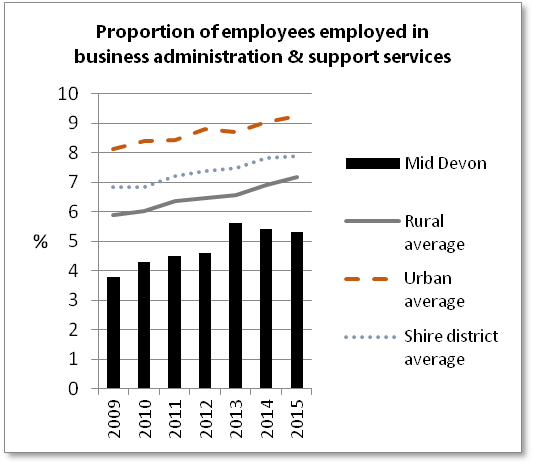 Proportion of employees employed in
business administration & support services
10
9
8
7
6
5
4
3
2
1
0
%
2009
2010
2011
2012
2013
2014
2015
Mid Devon
Rural
average
Urban
average
Shire district
average